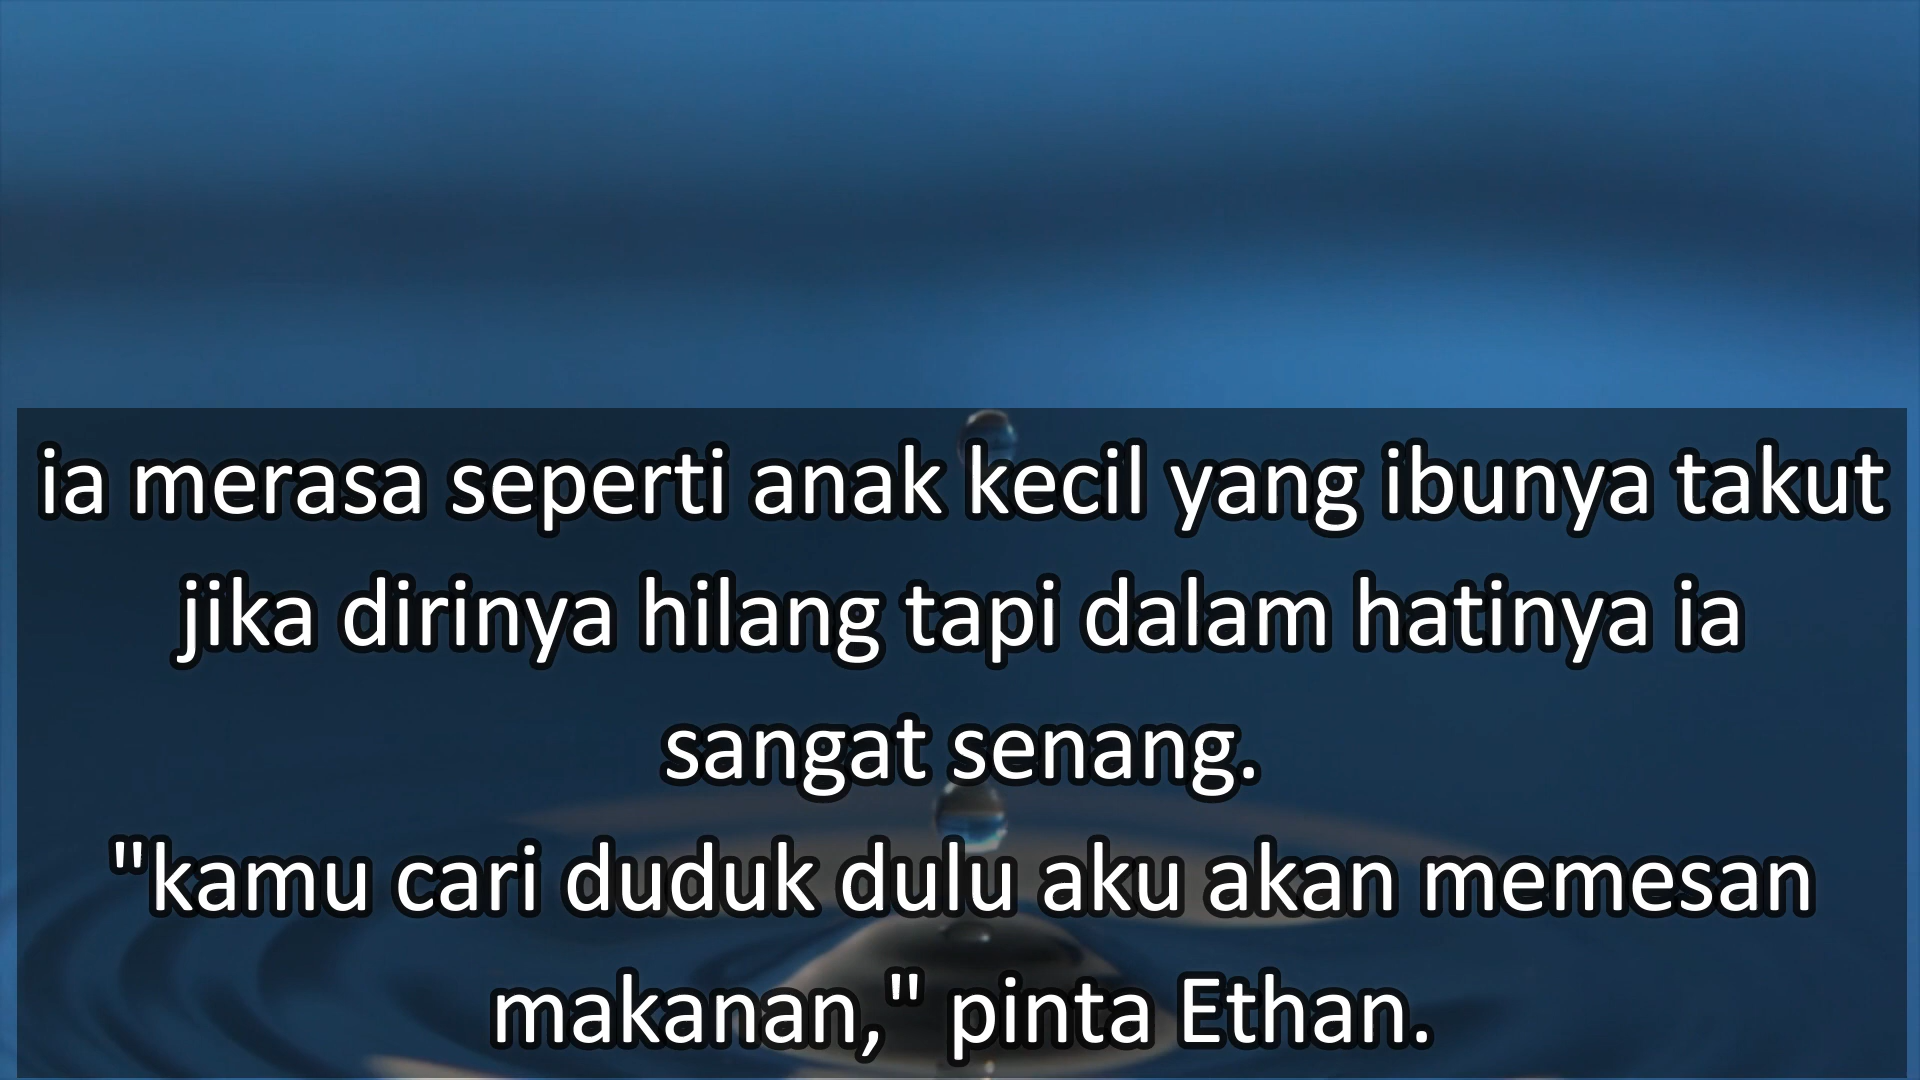 ia merasa seperti anak kecil yang ibunya takut
jika dirinya hilang tapi dalam hatinya ia
sangat senang.
"kamu cari duduk dulu aku akan memesan
makanan," pinta Ethan.